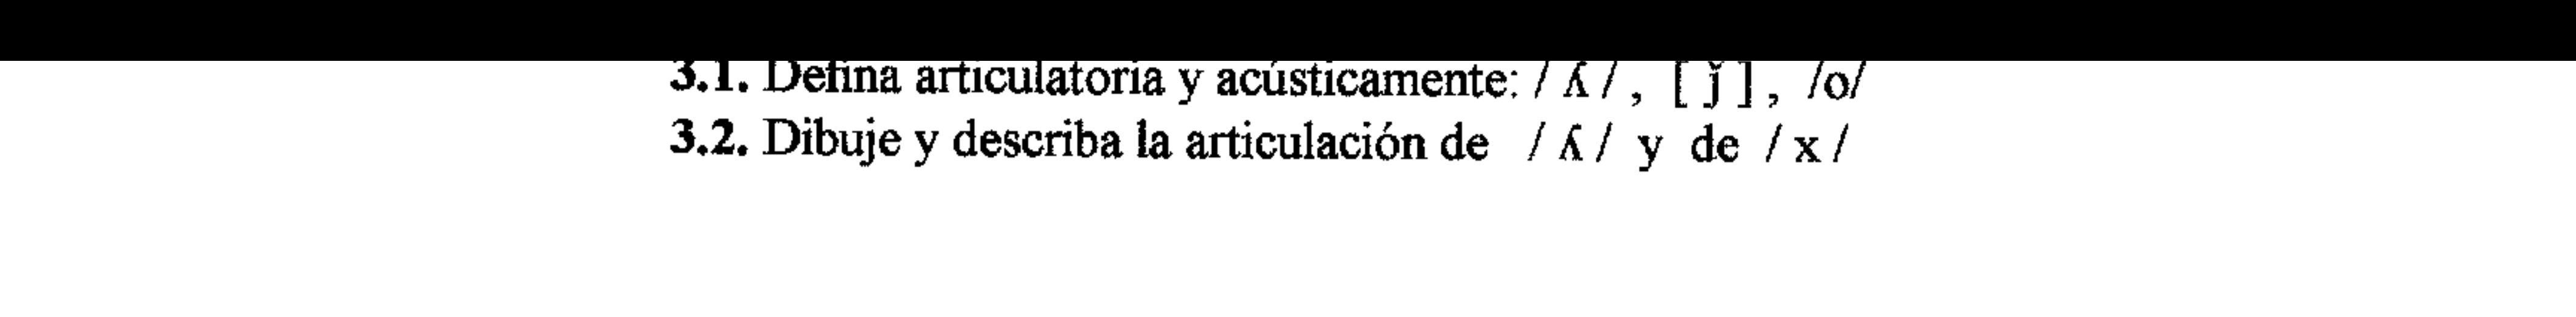 3.1. Defina articulatoria y acústicamente: / ʎ / , [ ǰ ] , /o/
3.2. Dibuje y describa la articulación de / ʎ / y de / x /